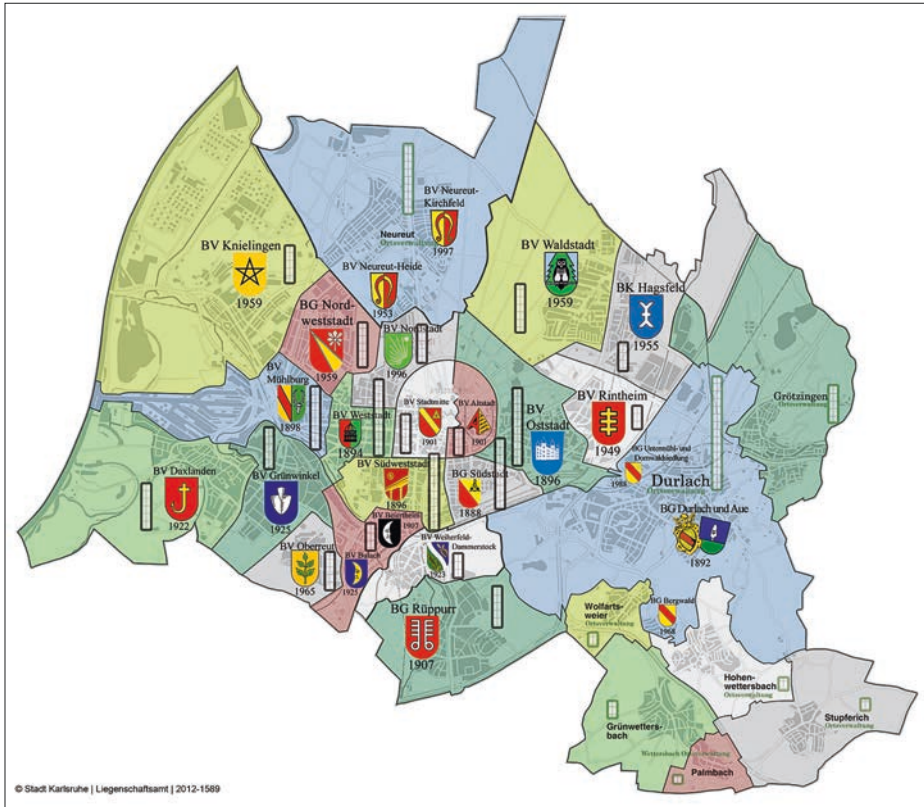 BV Neureut-
Kirchfeld
1997
Neureut
Ortsverwaltung
BV Knielingen
1959
BV Neureut-Heide
1953
BV Waldstadt
1959
BK Hagsfeld
1955
BG Nord-
weststadt
1959
BV Nordstadt
1996
BV
Mühlburg
1898
BV Weststadt
1894
BV Stadtmitte
1901
BV Altstadt
1901
BV
Oststadt
1896
BV Rintheim
1949
Grötzingen
Ortsverwaltung
BG Untermühl- und
Dornwaldsiedlung
1988
Durlach
Ortsverwaltung
BG Durlach und Aue
1892
BV Daxlanden
1922
BV Grünwinkel
1925
BV Südweststadt
1896
BG Südstadt
1888
BV Beiertheim
1907
BV Oberreut
1965
BV Bulach
1925
BV Weiherfeld-
Dammerstock
1925
BG Rüppurr
1907
Wolfarts-
weier
Ortsverwaltung
BG Bergwald
1968
Hohen-
wettersbach
Ortsverwaltung
Stupferich
Ortsverwaltung
Grünwetters-
bach
Wettersbach Ortsverwaltung
Palmbach
© Stadt Karlsruhe | Liegenschaftsamt | 2012-1589